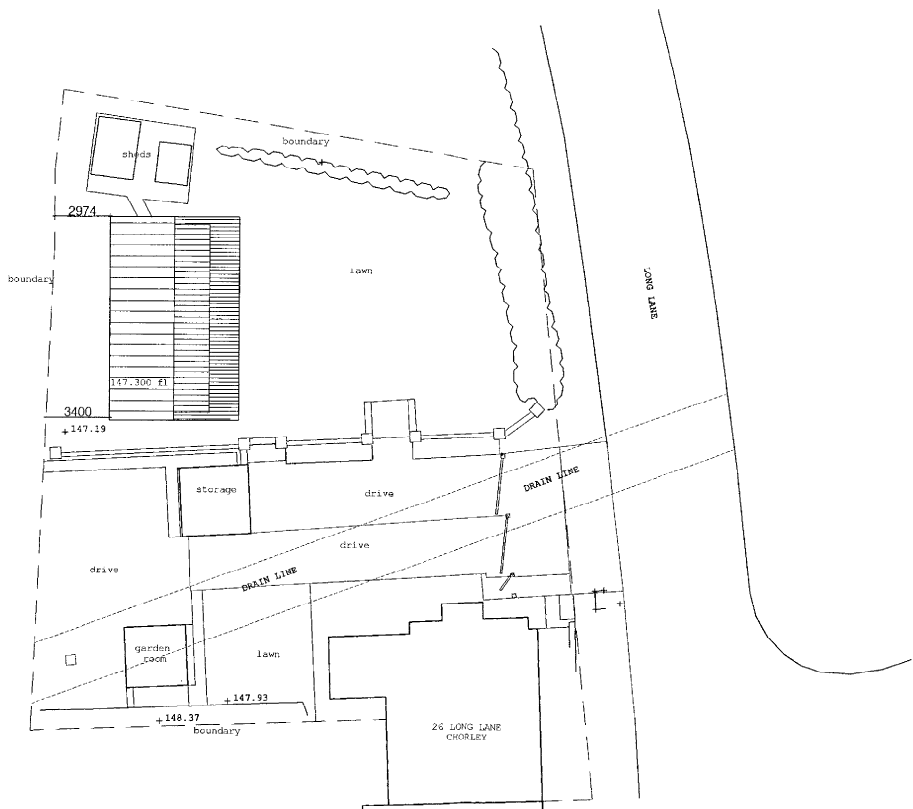 boundary
sheds
2974
lawn
boundary
LONG LANE
147.300 fl
3400
147.19
storage
drive
DRAIN LINE
drive
drive
DRAIN LINE
garden
room
lawn
147.93
148.37
boundary
26 LONG LANE
CHORLEY